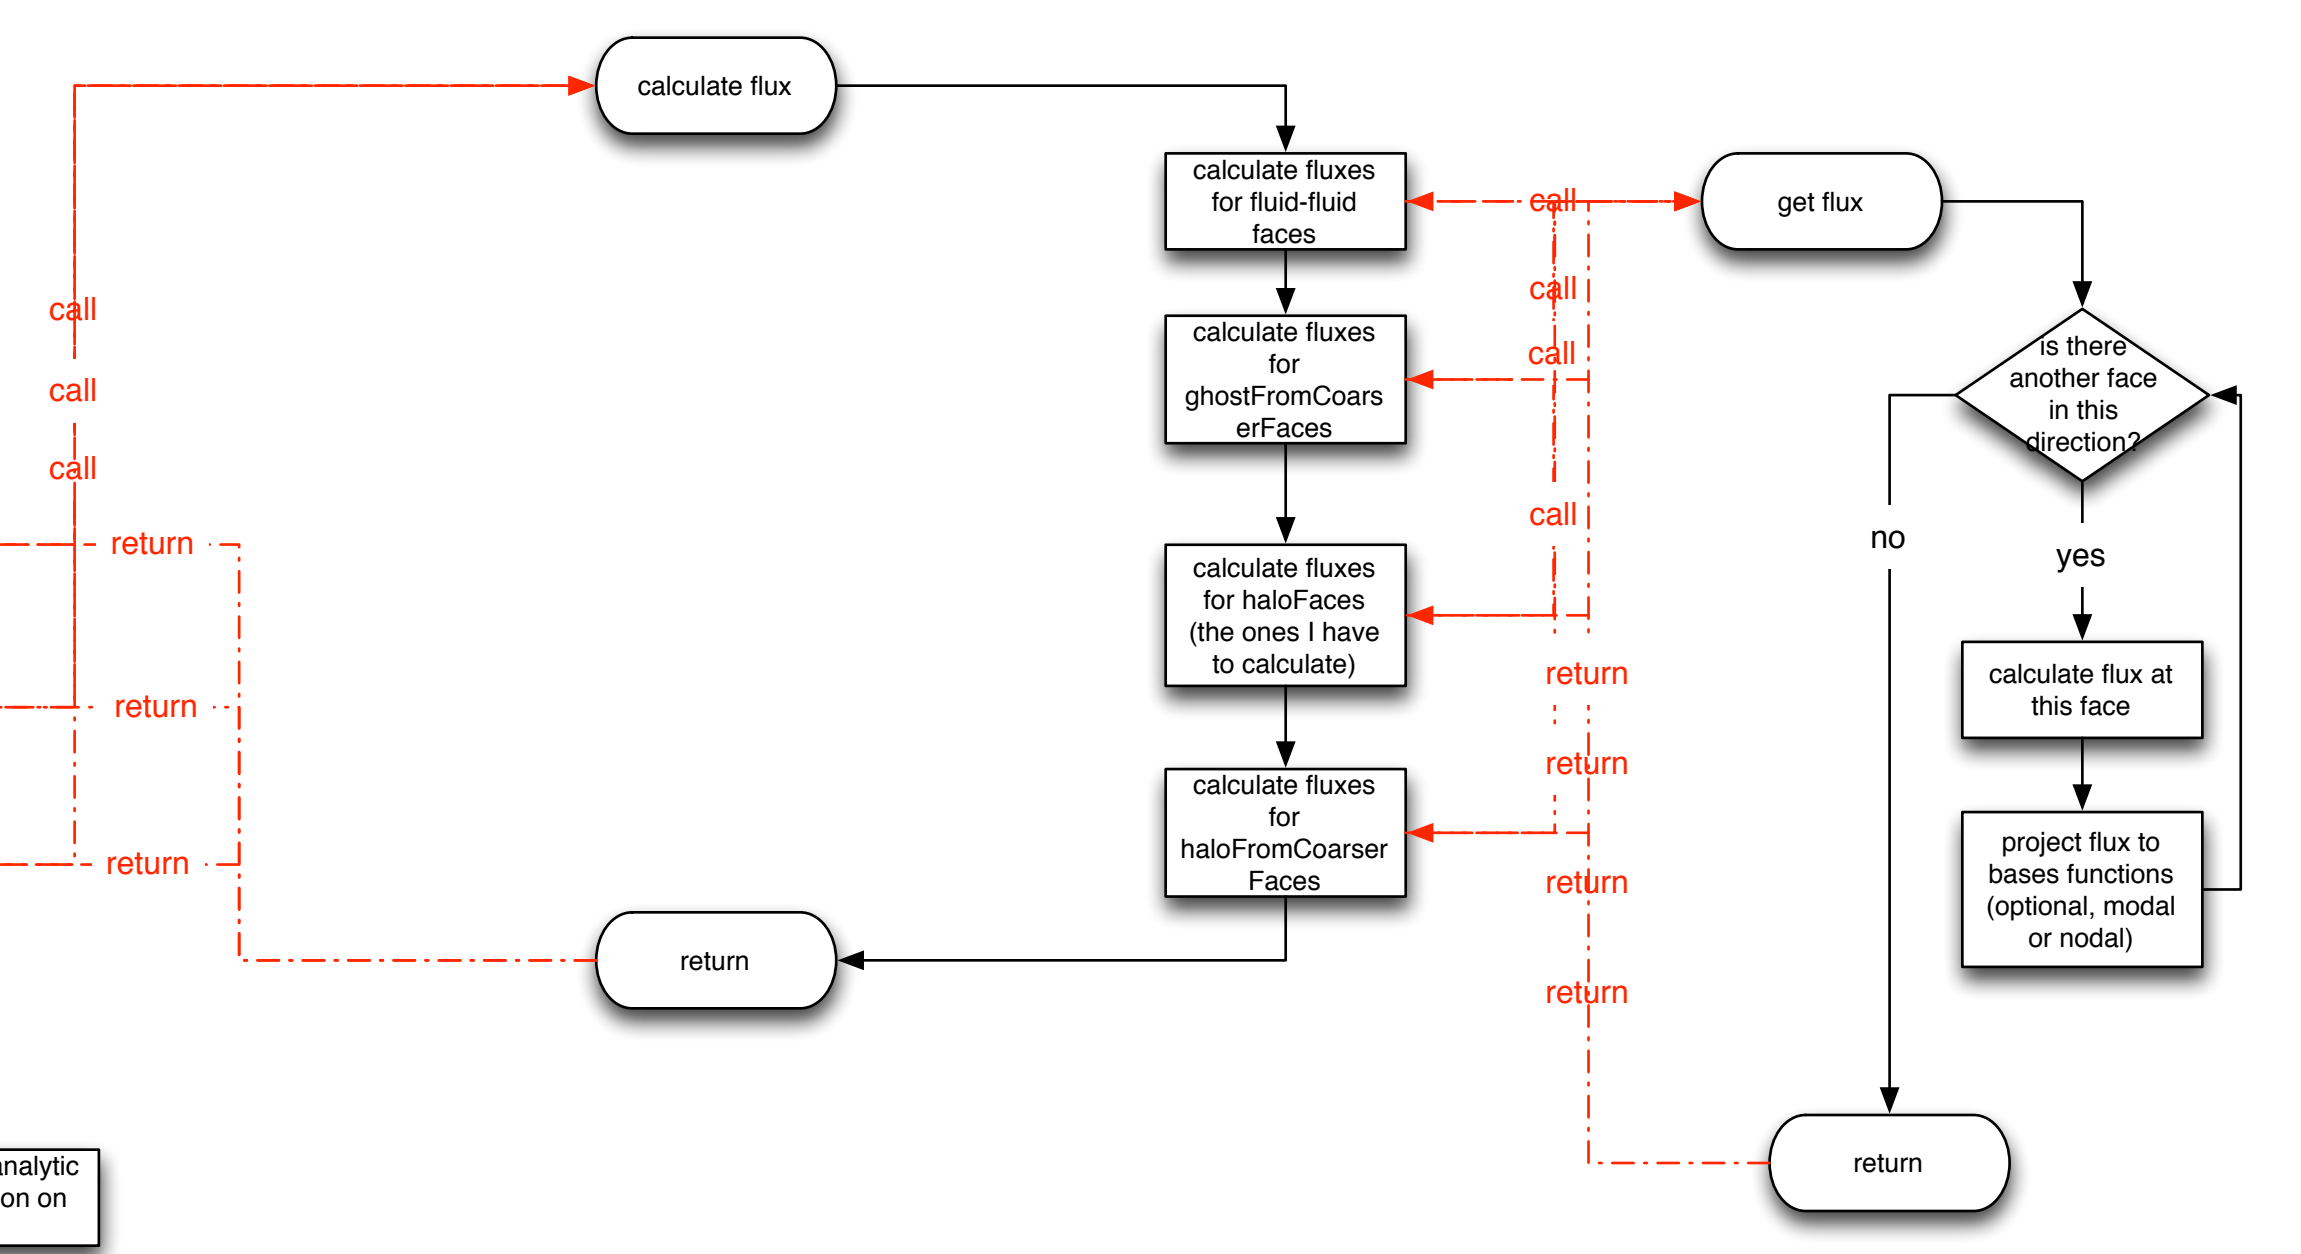 calculate flux
calculate fluxes
for fluid-fluid
faces
calculate fluxes
for
ghostFromCoars
erFaces
calculate fluxes
for haloFaces
(the ones I have
to calculate)
calculate fluxes
for
haloFromCoarser
Faces
return
call
call
call
return
return
return
call
call
call
call
return
return
return
return
get flux
is there
another face
in this
direction?
no
yes
calculate flux at
this face
project flux to
bases functions
(optional, modal
or nodal)
return
analytic
on on